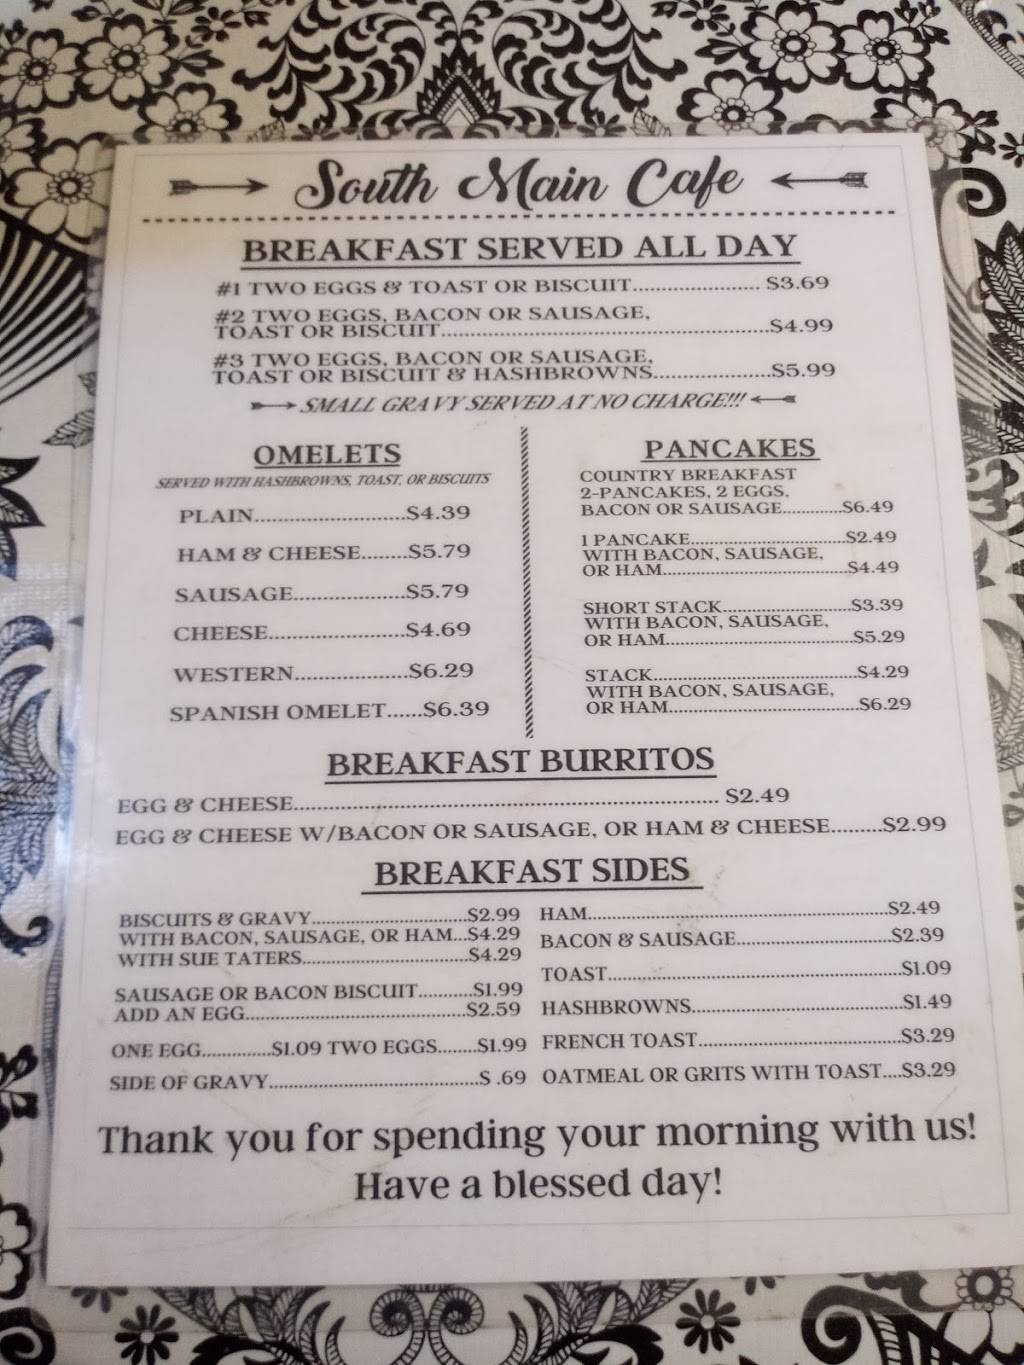 South Main Cafe
BREAKFAST SERVED ALL DAY
#1 TWO EGGS & TOAST OR BISCUIT...................... $3.69
#2 TWO EGGS, BACON OR SAUSAGE,
TOAST OR BISCUIT.........................................................$4.99
#3 TWO EGGS, BACON OR SAUSAGE,
TOAST OR BISCUIT & HASHBROWNS....................$5.99
SMALL GRAVY SERVED AT NO CHARGE!!!
OMELETS
SERVED WITH HASHBROWNS, TOAST, OR BISCUITS
PLAIN...........................$4.39
HAM & CHEESE........$5.79
SAUSAGE....................$5.79
CHEESE........................$4.69
WESTERN....................$6.29
SPANISH OMELET......$6.39
PANCAKES
COUNTRY BREAKFAST
2-PANCAKES, 2 EGGS,
BACON OR SAUSAGE.............$6.49
1 PANCAKE.................................$2.49
WITH BACON, SAUSAGE,
OR HAM.......................................$4.49
SHORT STACK...........................$3.39
WITH BACON, SAUSAGE,
OR HAM........................................$5.29
STACK...........................................$4.29
WITH BACON, SAUSAGE,
OR HAM.........................................$6.29
BREAKFAST BURRITOS
EGG & CHEESE........................................................................ $2.49
EGG & CHEESE W/BACON OR SAUSAGE, OR HAM & CHEESE.........$2.99
BREAKFAST SIDES
BISCUITS & GRAVY..........................$2.99
WITH BACON, SAUSAGE, OR HAM...$4.29
WITH SUE TATERS............................$4.29
SAUSAGE OR BACON BISCUIT..........$1.99
ADD AN EGG.......................................$2.59
ONE EGG.............$1.09 TWO EGGS........$1.99
SIDE OF GRAVY......................................$ .69
HAM.....................................................$2.49
BACON & SAUSAGE...........................$2.39
TOAST...................................................$1.09
HASHBROWNS.....................................$1.49
FRENCH TOAST....................................$3.29
OATMEAL OR GRITS WITH TOAST....$3.29
Thank you for spending your morning with us!
Have a blessed day!